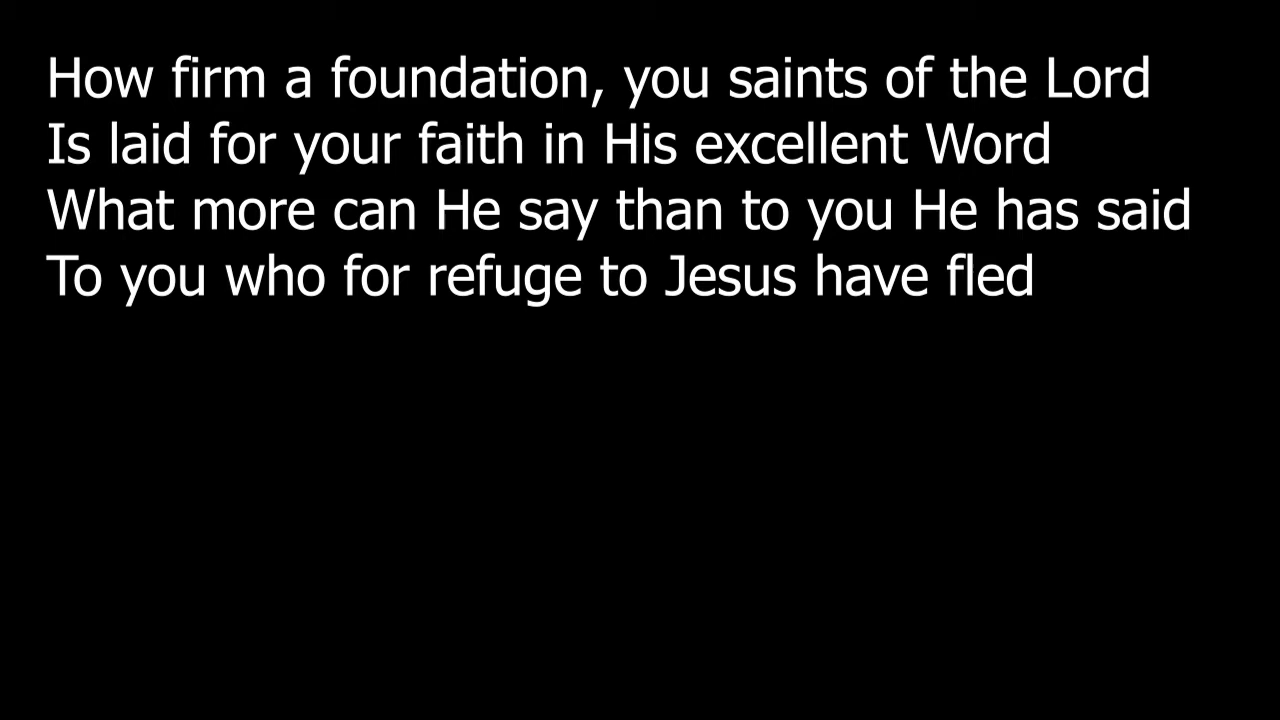 How firm a foundation, you saints of the Lord
Is laid for your faith in His excellent Word
What more can He say than to you He has said
To you who for refuge to Jesus have fled